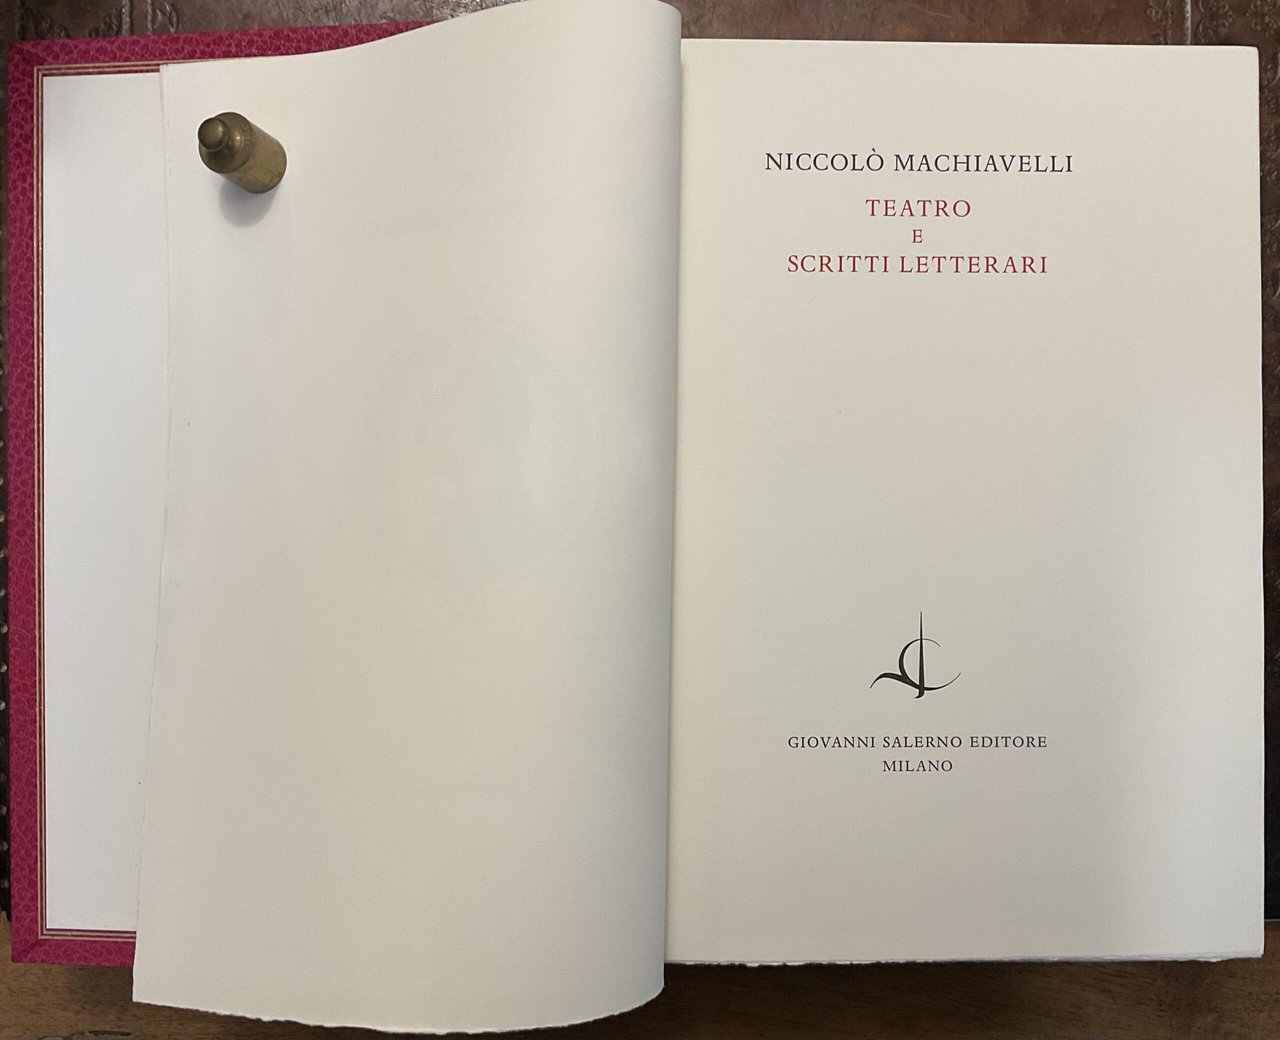 NICCOLÒ MACHIAVELLI
TEATRO
E
SCRITTI LETTERARI
GIOVANNI SALERNO EDITORE
MILANO